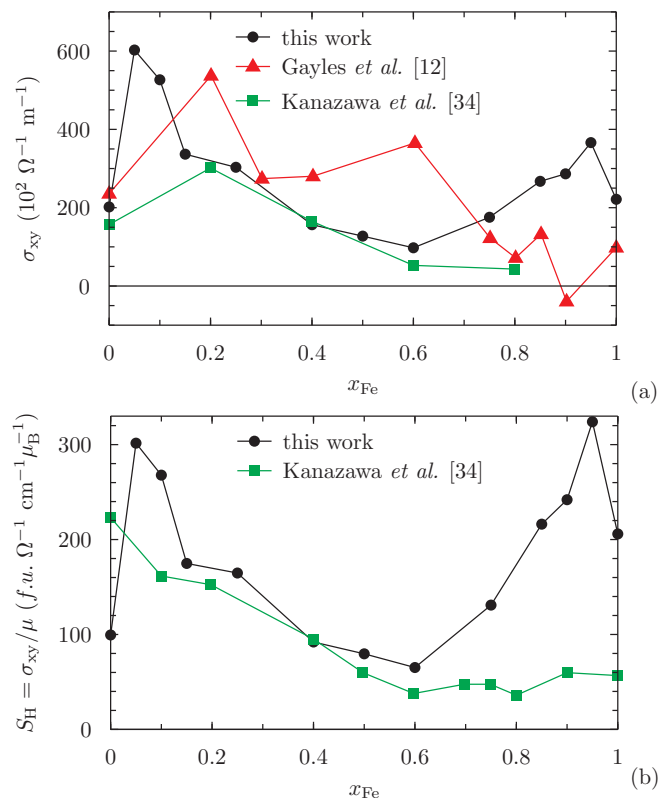 600
400
200
0
σxy (10² Ω⁻¹ m⁻¹)
this work
Gayles et al. [12]
Kanazawa et al. [34]
0 0.2 0.4 0.6 0.8 1
xFe
(a)
300
200
100
0
SH = σxy/μ (f.u. Ω⁻¹ cm⁻¹μB⁻¹)
this work
Kanazawa et al. [34]
0 0.2 0.4 0.6 0.8 1
xFe
(b)